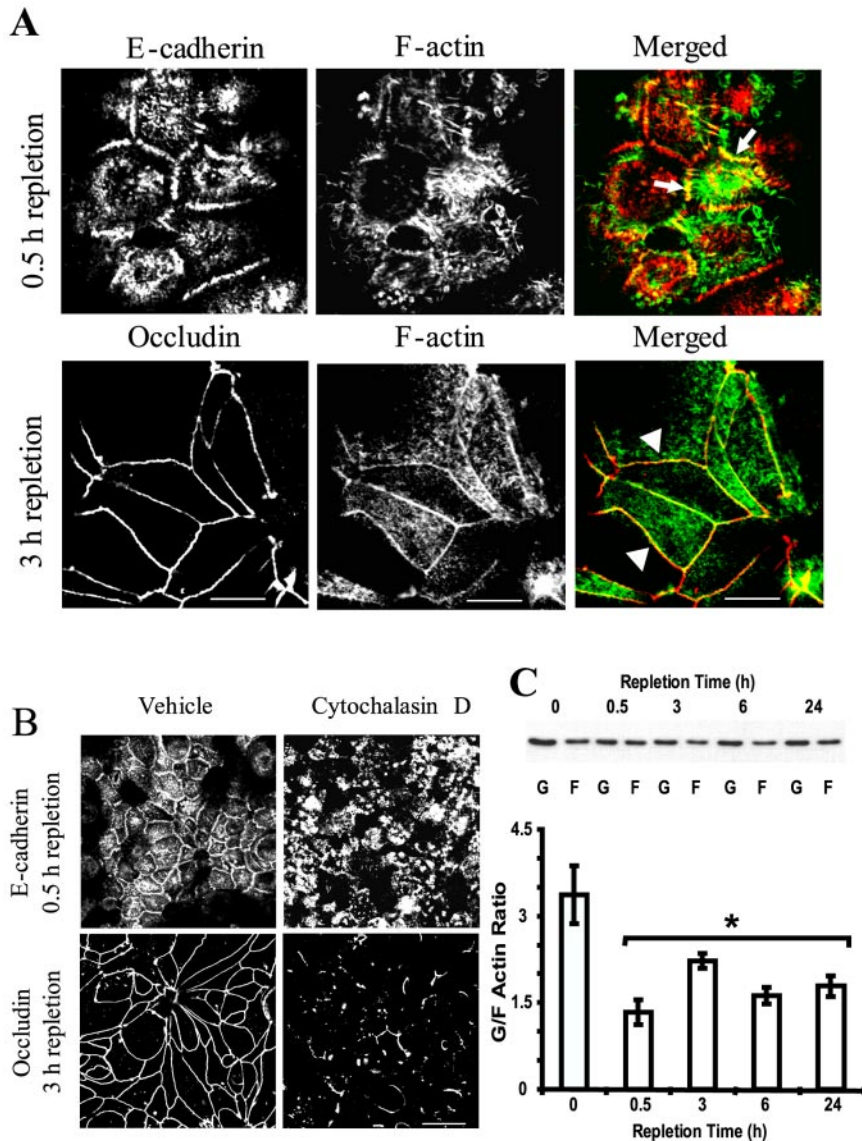 A
E-cadherin F-actin Merged
0.5 h repletion
Occludin F-actin Merged
3 h repletion
B
Vehicle Cytochalasin D
E-cadherin
0.5 h repletion
Occludin
3 h repletion
C
Repletion Time (h)
0 0.5 3 6 24
G F G F G F G F G F
4.5
3
1.5
0
G/F Actin Ratio
*
0 0.5 3 6 24
Repletion Time (h)